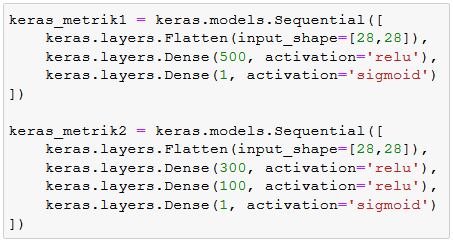 keras_metrik1 = keras.models.Sequential([
    keras.layers.Flatten(input_shape=[28,28]),
    keras.layers.Dense(500, activation='relu'),
    keras.layers.Dense(1, activation='sigmoid')
])

keras_metrik2 = keras.models.Sequential([
    keras.layers.Flatten(input_shape=[28,28]),
    keras.layers.Dense(300, activation='relu'),
    keras.layers.Dense(100, activation='relu'),
    keras.layers.Dense(1, activation='sigmoid')
])